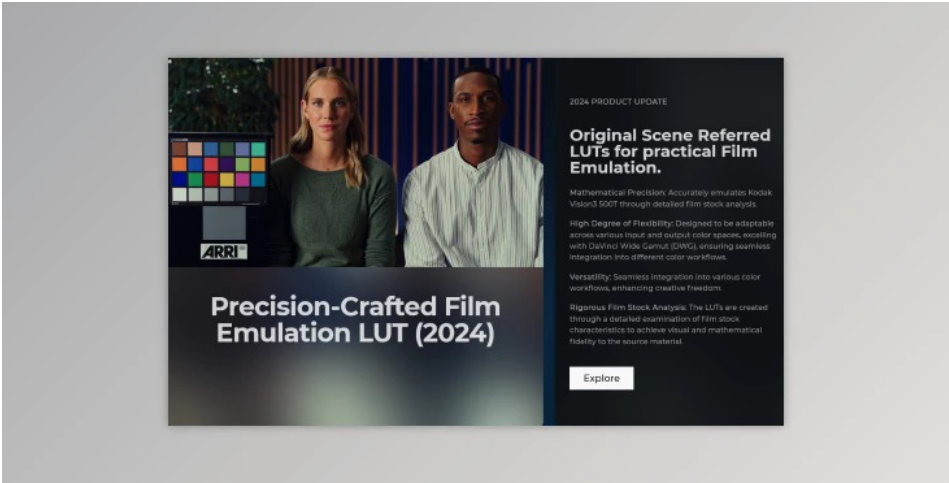 ARRI
Precision-Crafted Film
Emulation LUT (2024)
2024 PRODUCT UPDATE
Original Scene Referred
LUTs for practical Film
Emulation.
Mathematical Precision: Accurately emulates Kodak
Vision3 500T through detailed film stock analysis.
High Degree of Flexibility: Designed to be adaptable
across various input and output color spaces, excelling
with DaVinci Wide Gamut (DWG), ensuring seamless
integration into different color workflows.
Versatility: Seamless integration into various color
workflows, enhancing creative freedom.
Rigorous Film Stock Analysis: The LUTs are created
through a detailed examination of film stock
characteristics to achieve visual and mathematical
fidelity to the source material.
Explore